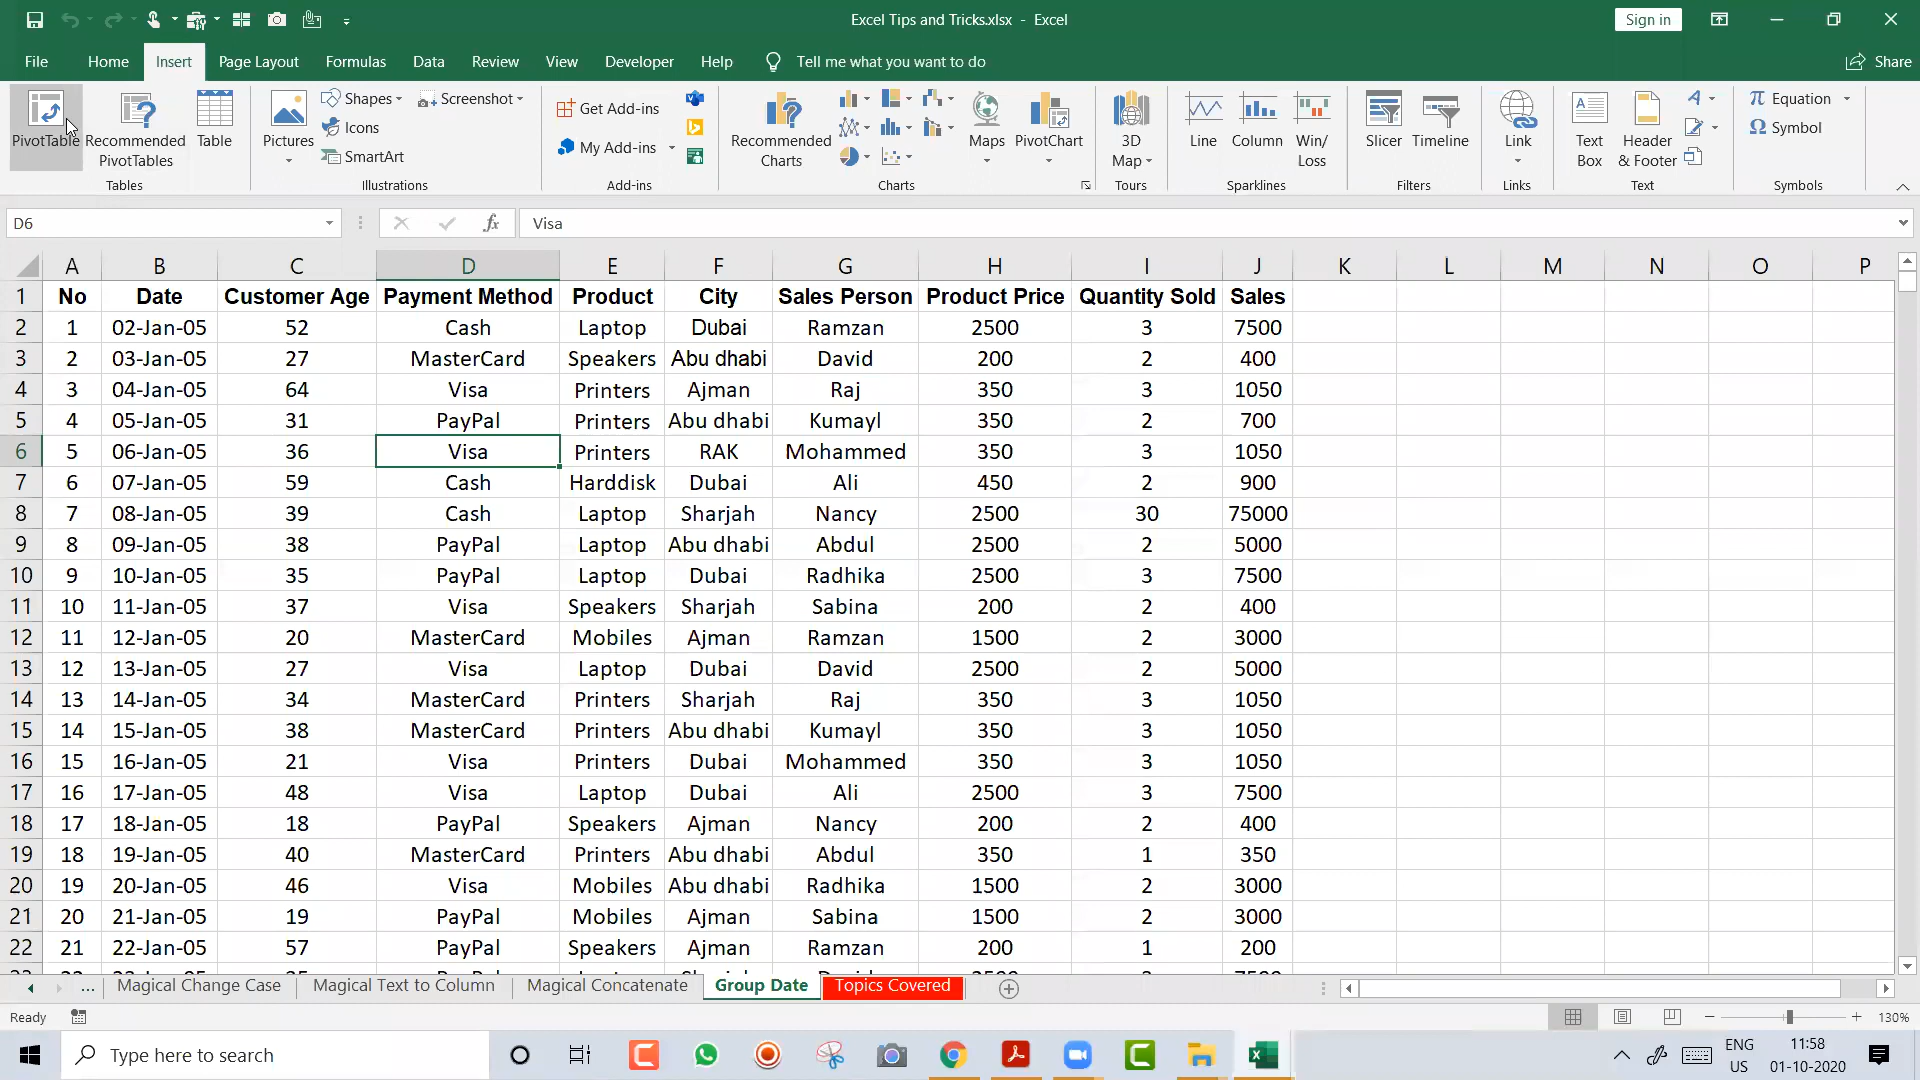 Excel Tips and Tricks.xlsx - Excel
Sign in
File Home Insert Page Layout Formulas Data Review View Developer Help Tell me what you want to do Share
PivotTable
Recommended PivotTables
Table
Tables
Pictures
Shapes
Icons
SmartArt
Screenshot
Illustrations
Get Add-ins
My Add-ins
Add-ins
Recommended Charts
Maps
PivotChart
Charts
3D Map
Tours
Line
Column
Win/ Loss
Sparklines
Slicer
Timeline
Filters
Link
Links
Text Box
Header & Footer
Text
Equation
Symbol
Symbols
D6
fx
Visa
A B C D E F G H I J K L M N O P
1 No Date Customer Age Payment Method Product City Sales Person Product Price Quantity Sold Sales
2 1 02-Jan-05 52 Cash Laptop Dubai Ramzan 2500 3 7500
3 2 03-Jan-05 27 MasterCard Speakers Abu dhabi David 200 2 400
4 3 04-Jan-05 64 Visa Printers Ajman Raj 350 3 1050
5 4 05-Jan-05 31 PayPal Printers Abu dhabi Kumayl 350 2 700
6 5 06-Jan-05 36 Visa Printers RAK Mohammed 350 3 1050
7 6 07-Jan-05 59 Cash Harddisk Dubai Ali 450 2 900
8 7 08-Jan-05 39 Cash Laptop Sharjah Nancy 2500 30 75000
9 8 09-Jan-05 38 PayPal Laptop Abu dhabi Abdul 2500 2 5000
10 9 10-Jan-05 35 PayPal Laptop Dubai Radhika 2500 3 7500
11 10 11-Jan-05 37 Visa Speakers Sharjah Sabina 200 2 400
12 11 12-Jan-05 20 MasterCard Mobiles Ajman Ramzan 1500 2 3000
13 12 13-Jan-05 27 Visa Laptop Dubai David 2500 2 5000
14 13 14-Jan-05 34 MasterCard Printers Sharjah Raj 350 3 1050
15 14 15-Jan-05 38 MasterCard Printers Abu dhabi Kumayl 350 3 1050
16 15 16-Jan-05 21 Visa Printers Dubai Mohammed 350 3 1050
17 16 17-Jan-05 48 Visa Laptop Dubai Ali 2500 3 7500
18 17 18-Jan-05 18 PayPal Speakers Ajman Nancy 200 2 400
19 18 19-Jan-05 40 MasterCard Printers Abu dhabi Abdul 350 1 350
20 19 20-Jan-05 46 Visa Mobiles Abu dhabi Radhika 1500 2 3000
21 20 21-Jan-05 19 PayPal Mobiles Ajman Sabina 1500 2 3000
22 21 22-Jan-05 57 PayPal Speakers Ajman Ramzan 200 1 200
... Magical Change Case Magical Text to Column Magical Concatenate Group Date Topics Covered
Ready
130%
Type here to search
ENG
US
11:58
01-10-2020